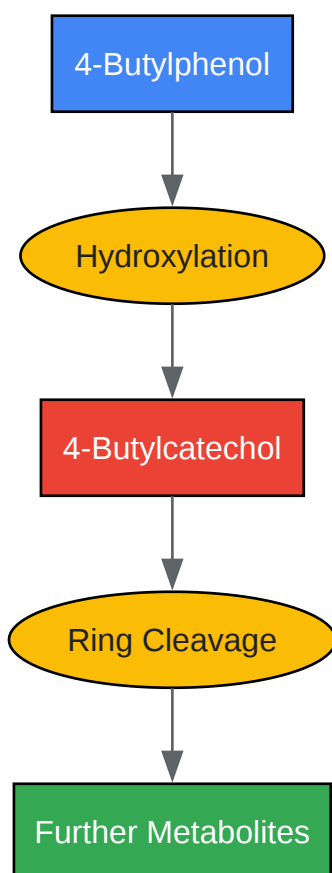 4-Butylphenol
Hydroxylation
4-Butylcatechol
Ring Cleavage
Further Metabolites